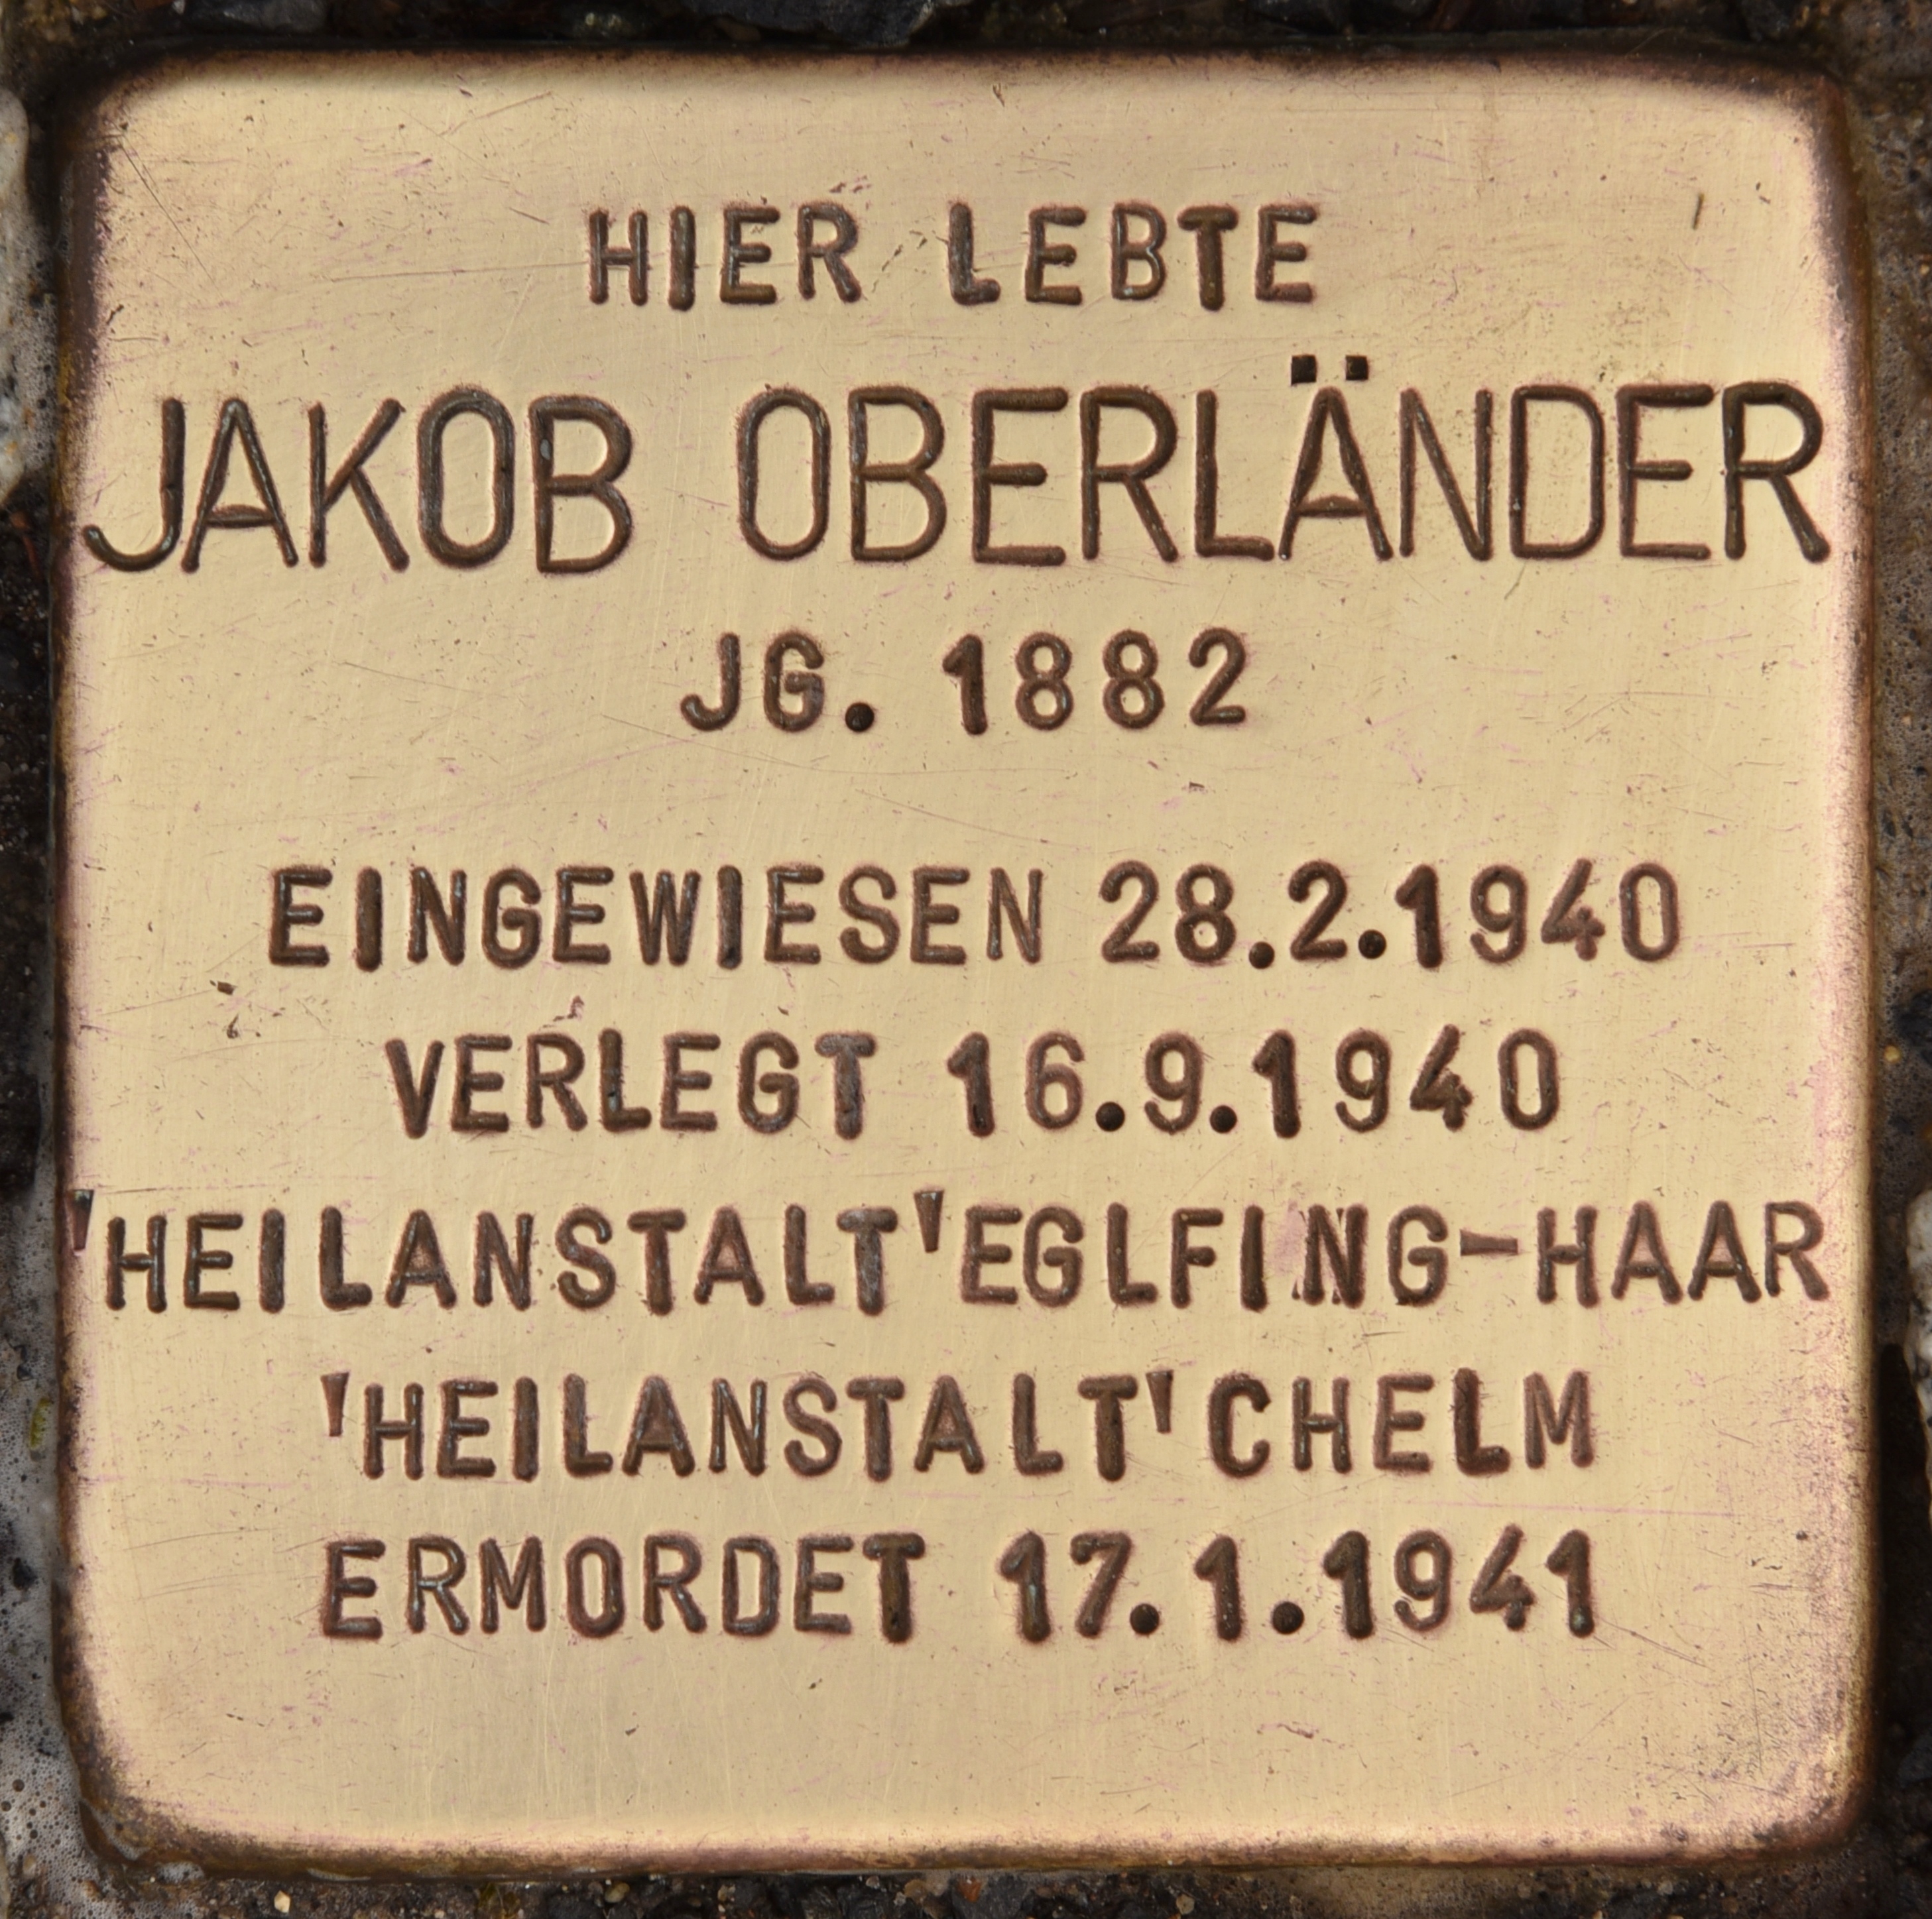 HIER LEBTE
JAKOB OBERLÄNDER
JG. 1882
EINGEWIESEN 28.2.1940
VERLEGT 16.9.1940
'HEILANSTALT'EGLFING-HAAR
'HEILANSTALT'CHELM
ERMORDET 17.1.1941